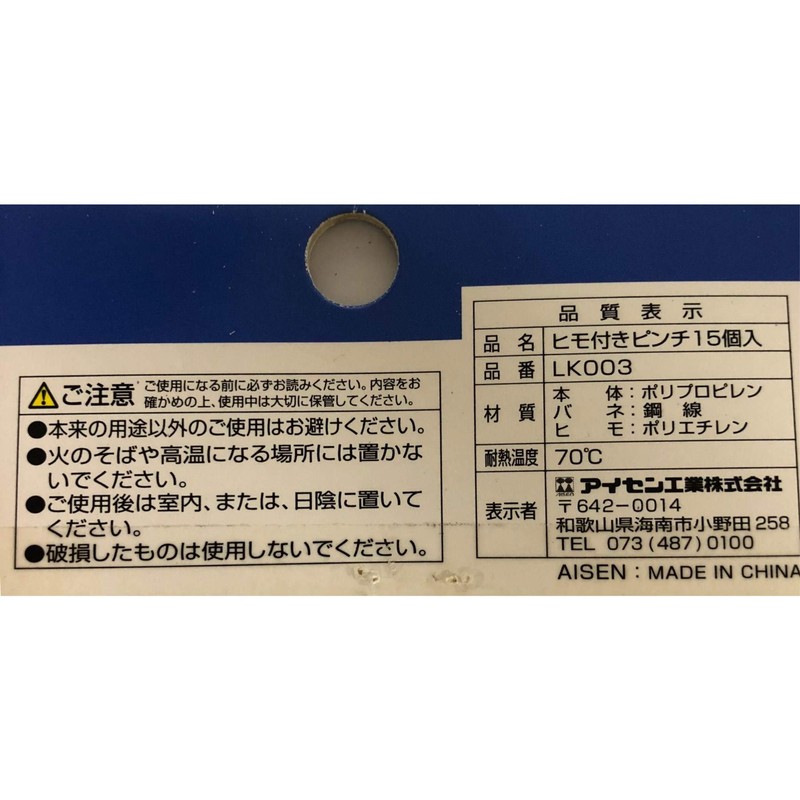 ご注意 ご使用になる前に必ずお読みください。内容をお
確かめの上、使用中は大切に保管してください。
●本来の用途以外のご使用はお避けください。
●火のそばや高温になる場所には置かな
いでください。
●ご使用後は室内、または、日陰に置いて
ください。
●破損したものは使用しないでください。
品質表示
品名 ヒモ付きピンチ15個入
品番 LK003
材質 本体：ポリプロピレン
バネ：鋼線
ヒモ：ポリエチレン
耐熱温度 70℃
表示者 アイセン工業株式会社
〒642-0014
和歌山県海南市小野田258
TEL 073(487)0100
AISEN：MADE IN CHINA